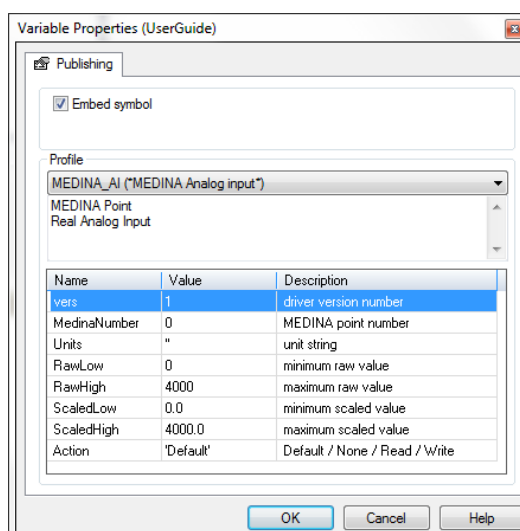 Variable Properties (UserGuide)
Publishing
Embed symbol
Profile
MEDINA_AI (*MEDINA Analog input*)
MEDINA Point
Real Analog Input
Name Value Description
vers 1 driver version number
MedinaNumber 0 MEDINA point number
Units '' unit string
RawLow 0 minimum raw value
RawHigh 4000 maximum raw value
ScaledLow 0.0 minimum scaled value
ScaledHigh 4000.0 maximum scaled value
Action 'Default' Default / None / Read / Write
OK Cancel Help